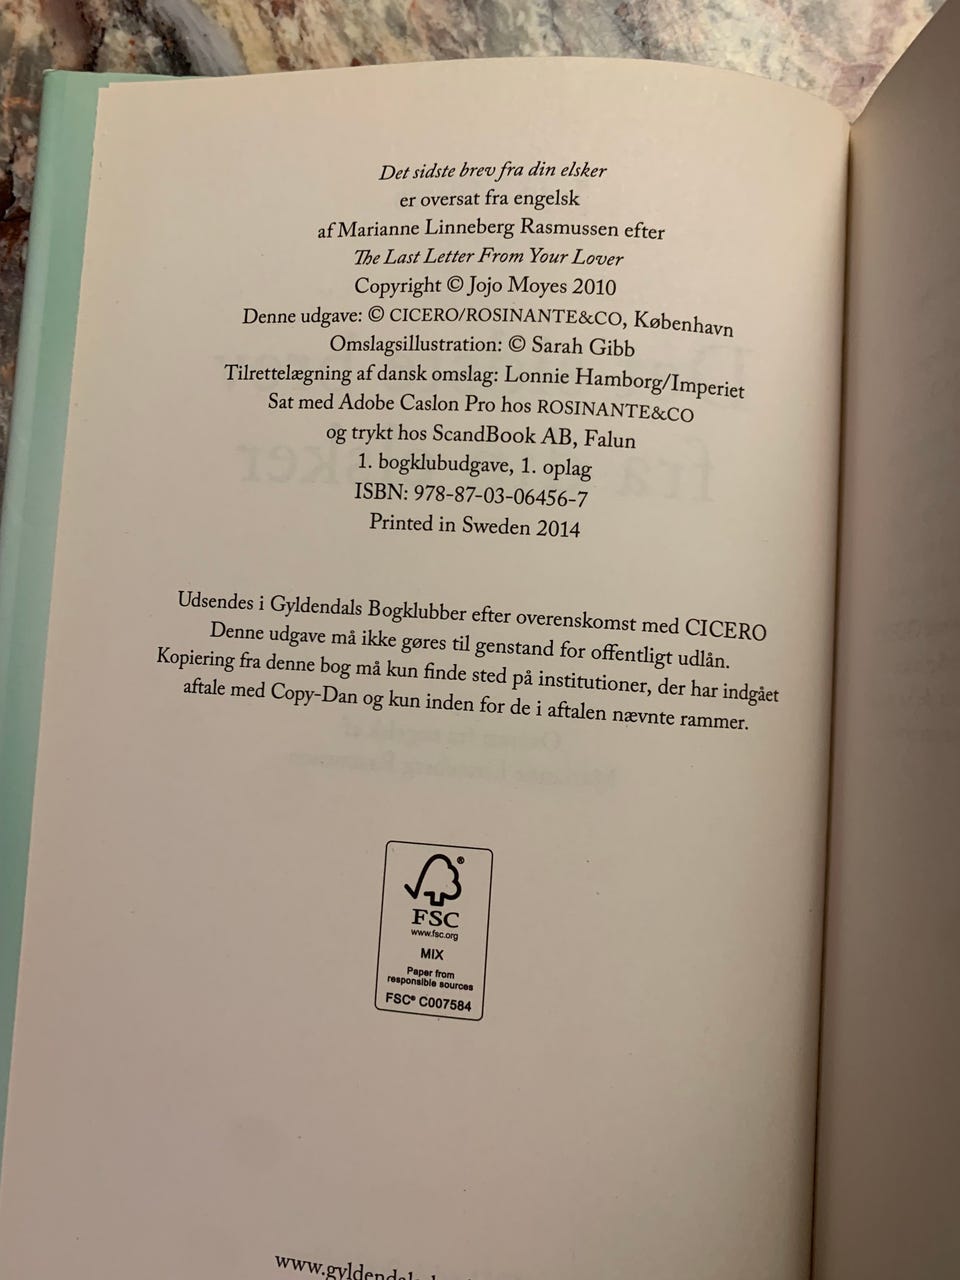 Det sidste brev fra din elsker
er oversat fra engelsk
af Marianne Linneberg Rasmussen efter
The Last Letter From Your Lover
Copyright © Jojo Moyes 2010
Denne udgave: © CICERO/ROSINANTE&CO, København
Omslagsillustration: © Sarah Gibb
Tilrettelægning af dansk omslag: Lonnie Hamborg/Imperiet
Sat med Adobe Caslon Pro hos ROSINANTE&CO
og trykt hos ScandBook AB, Falun
1. bogklubudgave, 1. oplag
ISBN: 978-87-03-06456-7
Printed in Sweden 2014
Udsendes i Gyldendals Bogklubber efter overenskomst med CICERO
Denne udgave må ikke gøres til genstand for offentligt udlån.
Kopiering fra denne bog må kun finde sted på institutioner, der har indgået
aftale med Copy-Dan og kun inden for de i aftalen nævnte rammer.
®
FSC
www.fsc.org
MIX
Paper from
responsible sources
FSC® C007584